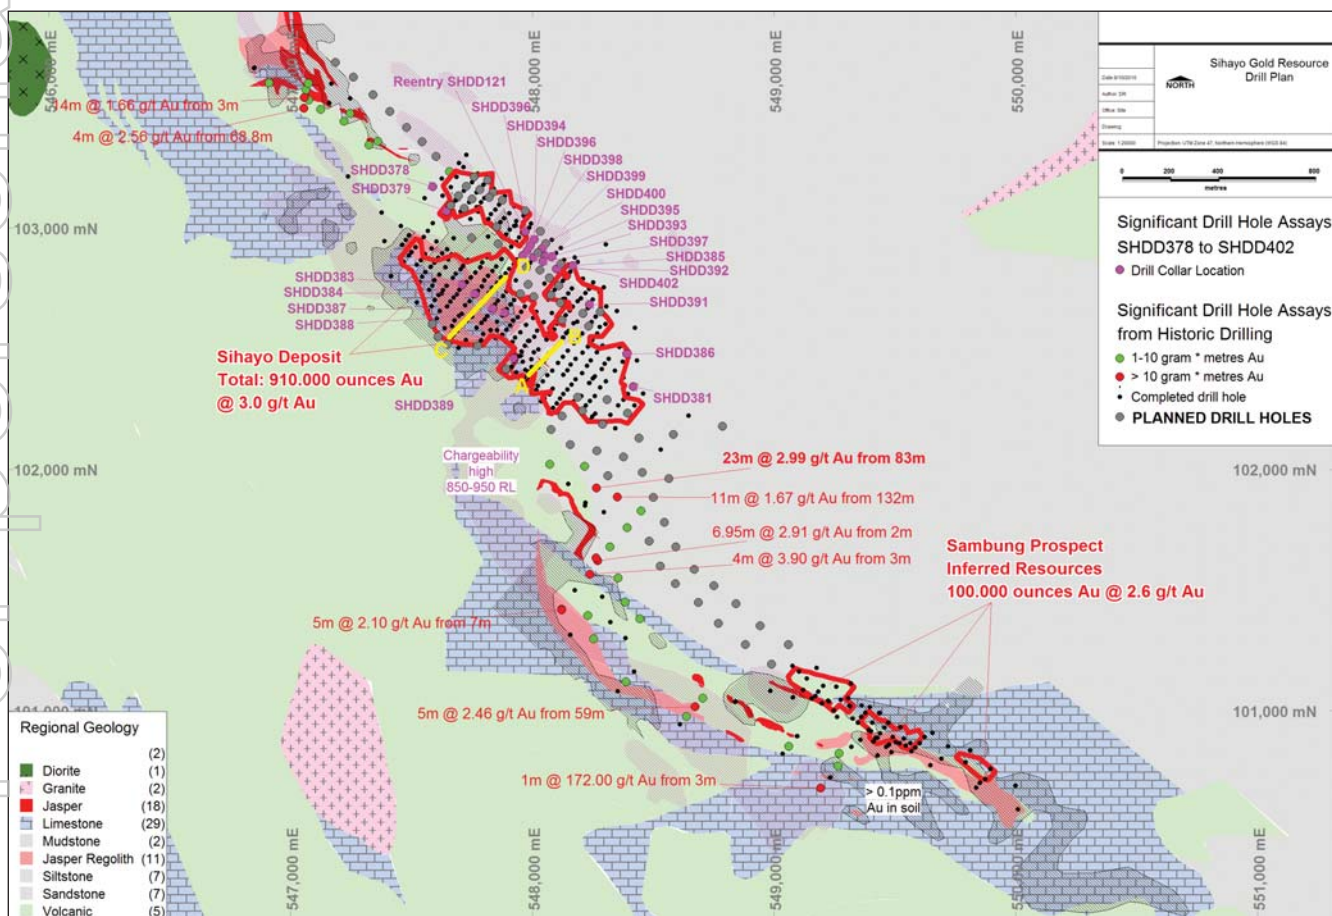 546,000 mE
547,000 mE
548,000 mE
549,000 mE
550,000 mE
Sihayo Gold Resource
Drill Plan
NORTH
0 200 400 800
metres
Significant Drill Hole Assays
SHDD378 to SHDD402
Drill Collar Location
Significant Drill Hole Assays
from Historic Drilling
1-10 gram * metres Au
> 10 gram * metres Au
Completed drill hole
PLANNED DRILL HOLES
14m @ 1.66 g/t Au from 3m
4m @ 2.56 g/t Au from 68.8m
Reentry SHDD121
SHDD390
SHDD394
SHDD396
SHDD398
SHDD399
SHDD400
SHDD395
SHDD393
SHDD397
SHDD385
SHDD392
SHDD402
SHDD391
SHDD386
SHDD381
SHDD378
SHDD379
103,000 mN
SHDD383
SHDD384
SHDD387
SHDD388
D
C
B
A
Sihayo Deposit
Total: 910.000 ounces Au
@ 3.0 g/t Au
SHDD389
Chargeability
high
850-950 RL
102,000 mN
102,000 mN
23m @ 2.99 g/t Au from 83m
11m @ 1.67 g/t Au from 132m
6.95m @ 2.91 g/t Au from 2m
4m @ 3.90 g/t Au from 3m
Sambung Prospect
Inferred Resources
100.000 ounces Au @ 2.6 g/t Au
5m @ 2.10 g/t Au from 7m
5m @ 2.46 g/t Au from 59m
1m @ 172.00 g/t Au from 3m
> 0.1ppm
Au in soil
101,000 mN
101,000 mN
Regional Geology
(2)
Diorite (1)
Granite (2)
Jasper (18)
Limestone (29)
Mudstone (2)
Jasper Regolith (11)
Siltstone (7)
Sandstone (7)
Volcanic (5)
547,000 mE
548,000 mE
549,000 mE
550,000 mE
551,000 mE